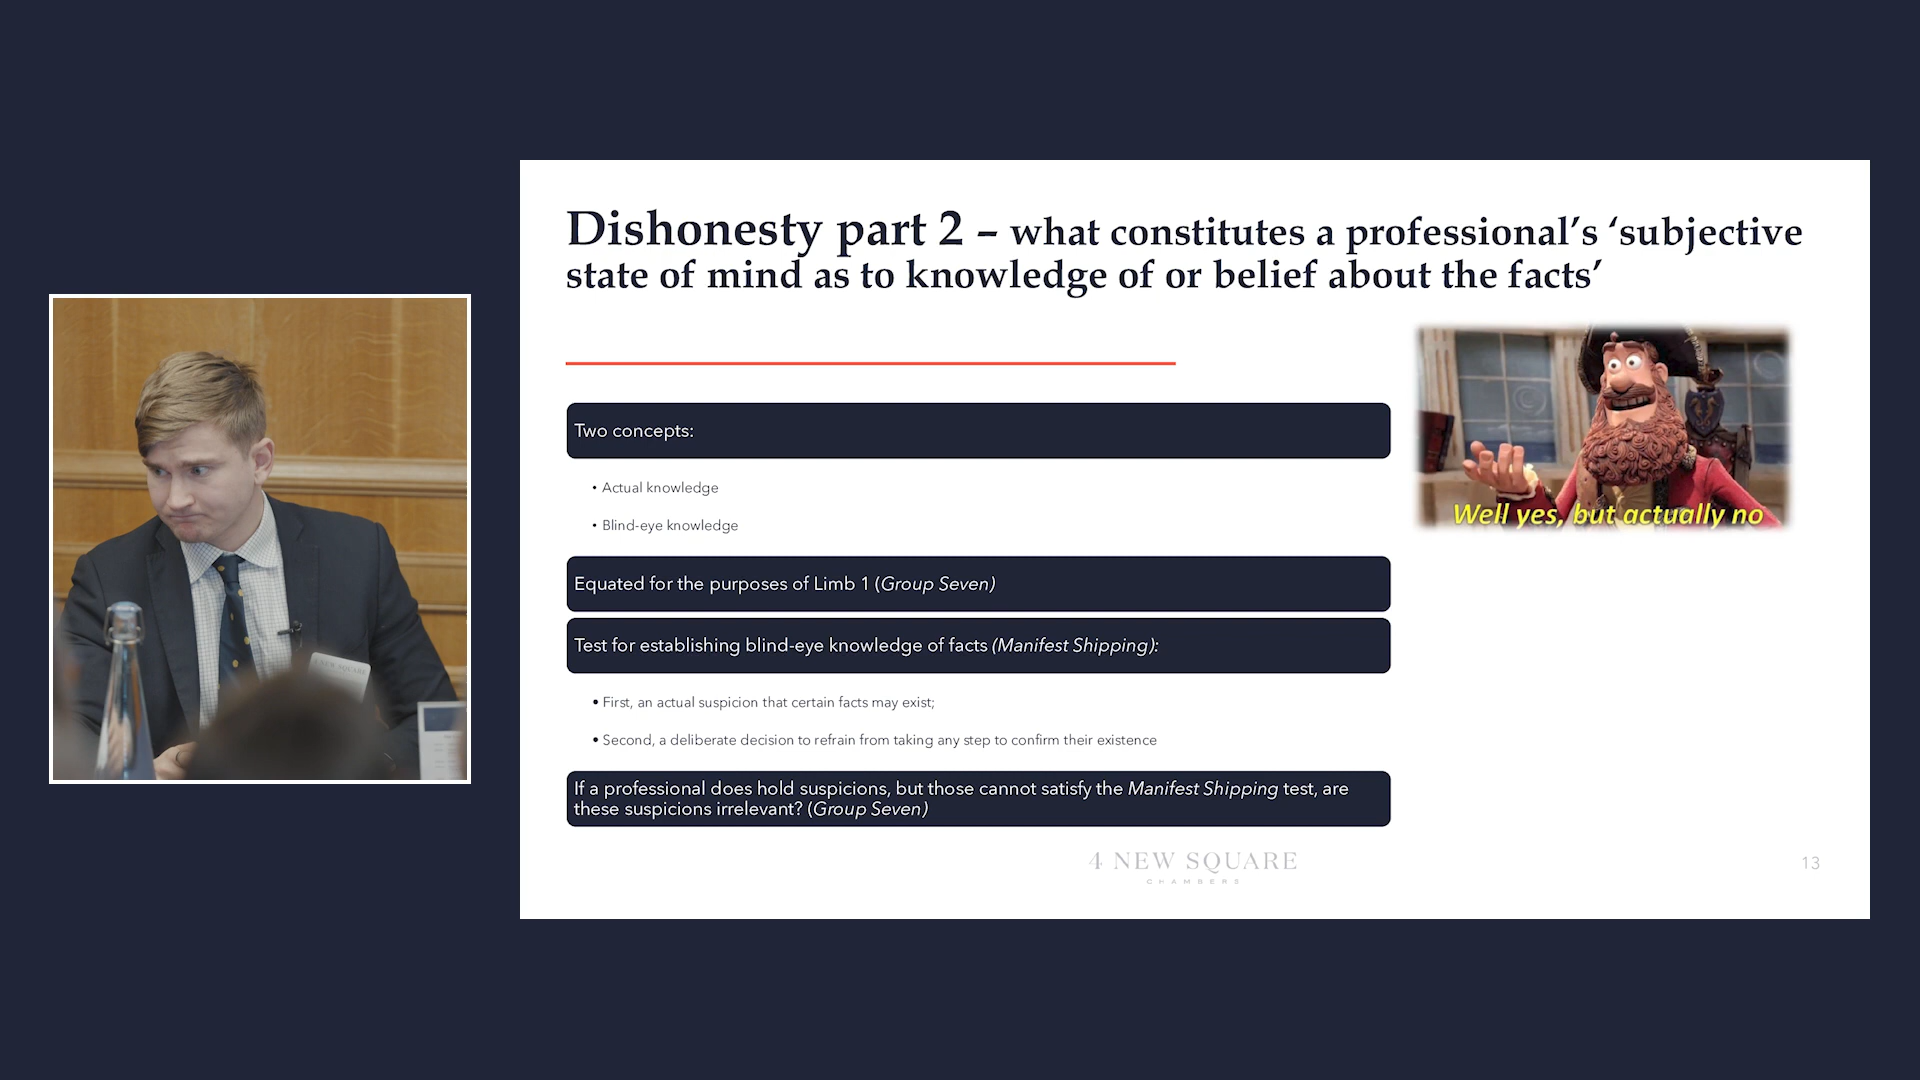 Dishonesty part 2 – what constitutes a professional’s ‘subjective
state of mind as to knowledge of or belief about the facts’
Well yes, but actually no
Two concepts:
• Actual knowledge
• Blind-eye knowledge
Equated for the purposes of Limb 1 (Group Seven)
Test for establishing blind-eye knowledge of facts (Manifest Shipping):
• First, an actual suspicion that certain facts may exist;
• Second, a deliberate decision to refrain from taking any step to confirm their existence
If a professional does hold suspicions, but those cannot satisfy the Manifest Shipping test, are
these suspicions irrelevant? (Group Seven)
4 NEW SQUARE
CHAMBERS
13